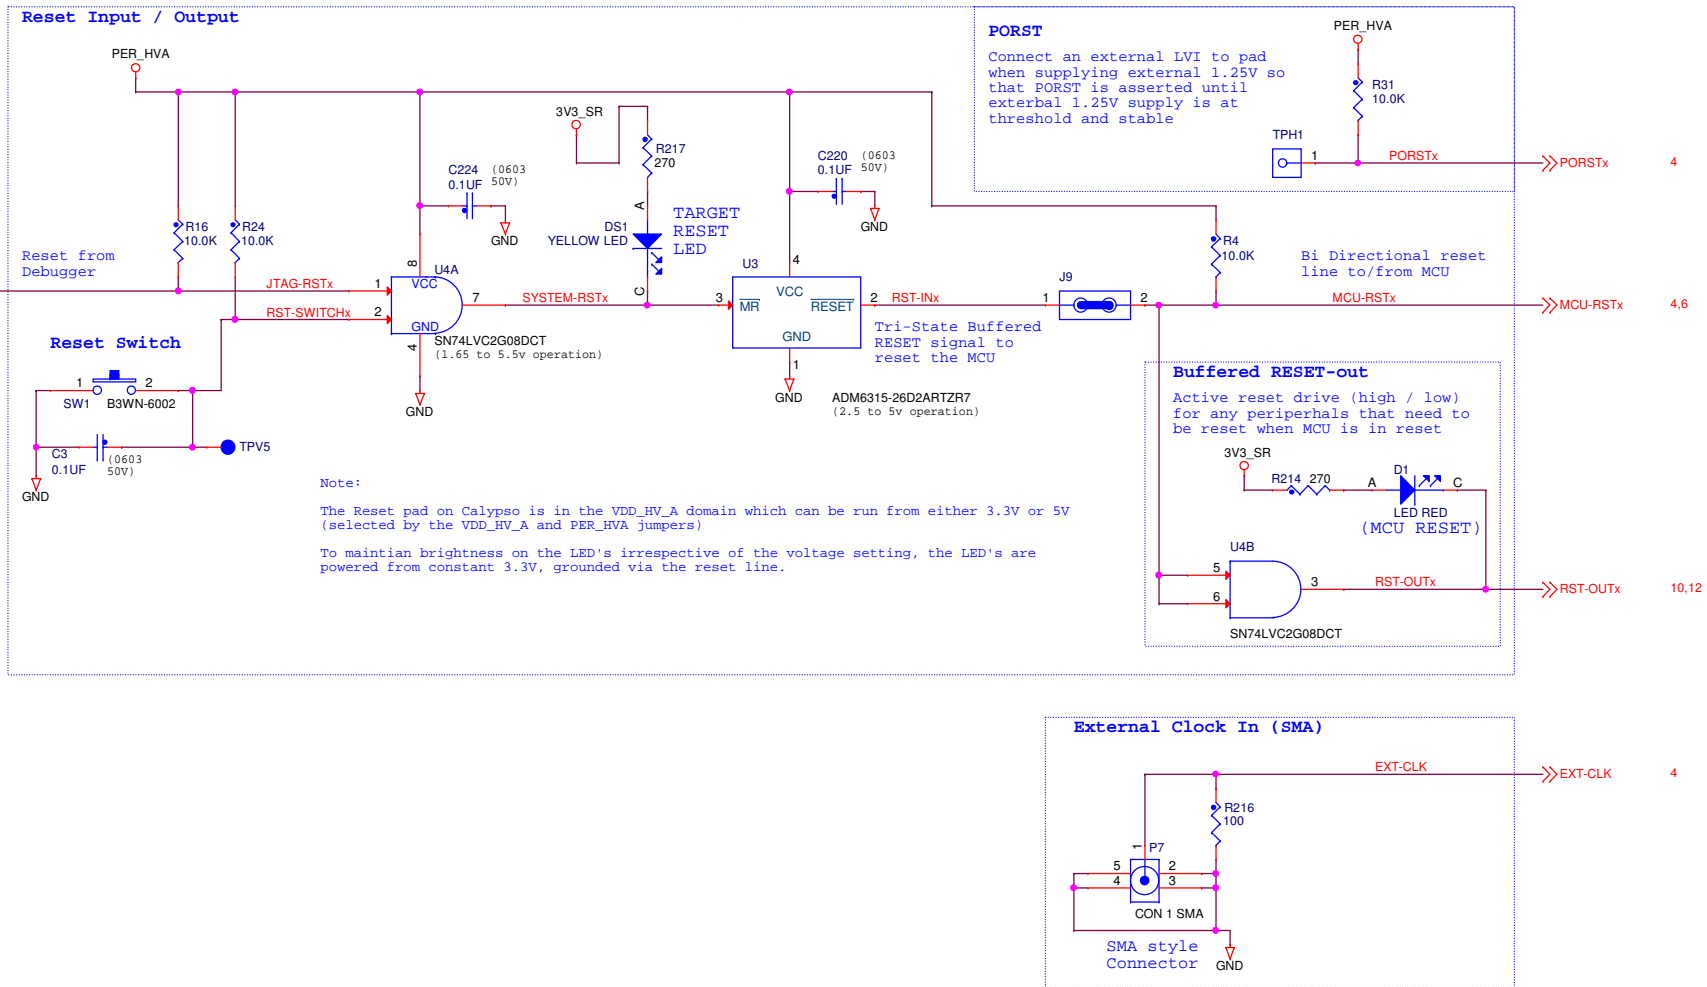 Reset Input / Output
PER_HVA
R16
10.0K
R24
10.0K
Reset from
Debugger
JTAG-RSTx
RST-SWITCHx
1
2
8
VCC
GND
4
U4A
7
SN74LVC2G08DCT
(1.65 to 5.5v operation)
GND
C224
0.1UF
(0603
50V)
GND
3V3_SR
R217
270
A
DS1
YELLOW LED
C
TARGET
RESET
LED
SYSTEM-RSTx
C220
0.1UF
(0603
50V)
GND
U3
4
3
VCC
MR
RESET
GND
2
1
GND
ADM6315-26D2ARTZR7
(2.5 to 5v operation)
RST-INx
Tri-State Buffered
RESET signal to
reset the MCU
J9
1
2
R4
10.0K
Bi Directional reset
line to/from MCU
MCU-RSTx
MCU-RSTx
4,6
PORST
Connect an external LVI to pad
when supplying external 1.25V so
that PORST is asserted until
exterbal 1.25V supply is at
threshold and stable
PER_HVA
R31
10.0K
TPH1
1
PORSTx
PORSTx
4
Reset Switch
1
2
SW1
B3WN-6002
C3
0.1UF
(0603
50V)
TPV5
GND
Note:
The Reset pad on Calypso is in the VDD_HV_A domain which can be run from either 3.3V or 5V
(selected by the VDD_HV_A and PER_HVA jumpers)
To maintian brightness on the LED's irrespective of the voltage setting, the LED's are
powered from constant 3.3V, grounded via the reset line.
Buffered RESET-out
Active reset drive (high / low)
for any periperhals that need to
be reset when MCU is in reset
3V3_SR
R214
270
A
D1
C
LED RED
(MCU RESET)
U4B
5
6
3
RST-OUTx
RST-OUTx
10,12
SN74LVC2G08DCT
External Clock In (SMA)
EXT-CLK
EXT-CLK
4
R216
100
1
P7
5
4
2
3
CON 1 SMA
SMA style
Connector
GND